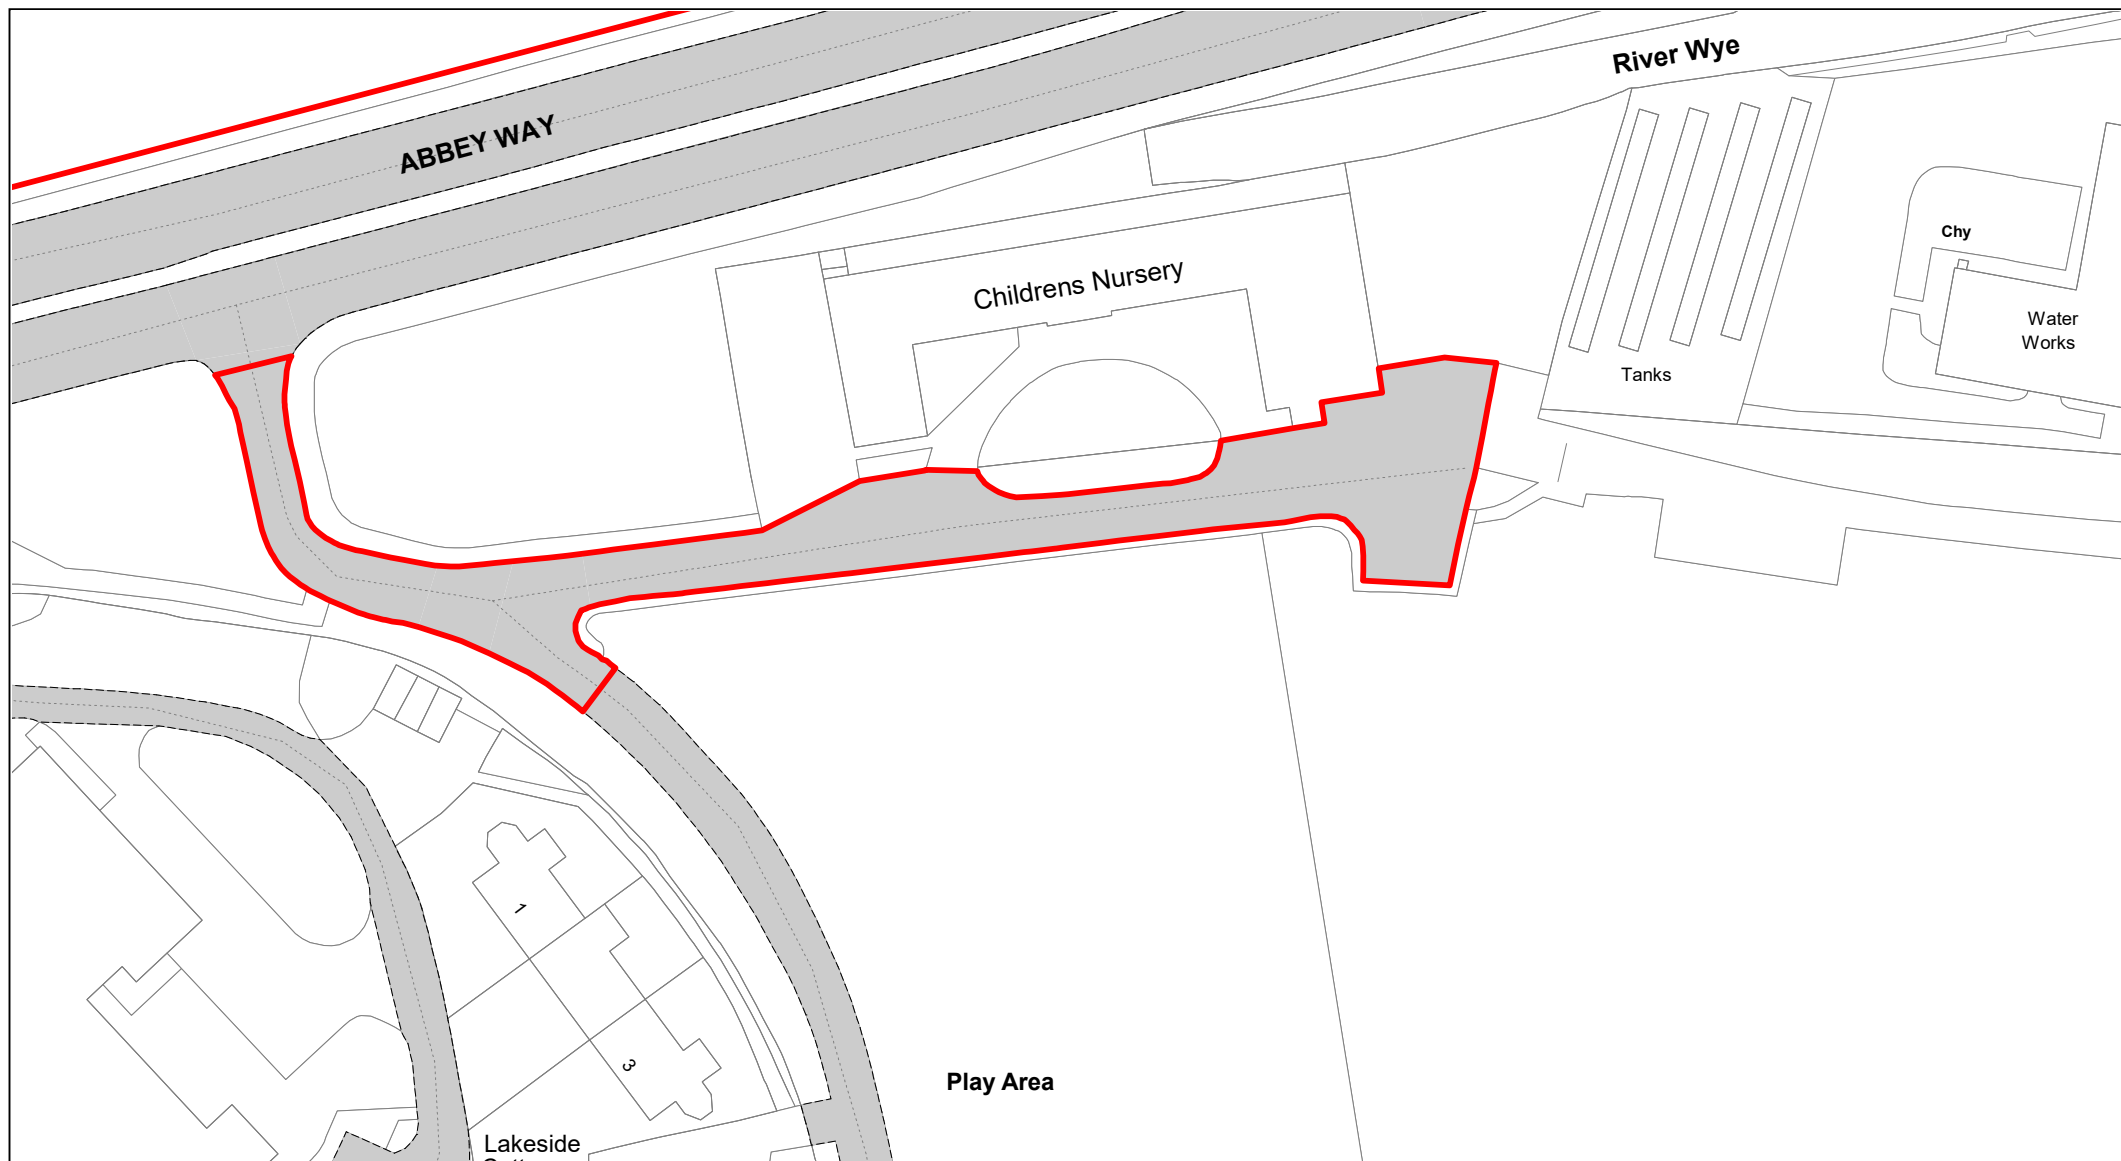 River Wye
ABBEY WAY
Chy
Childrens Nursery
Water
Works
Tanks
1
3
Play Area
Lakeside